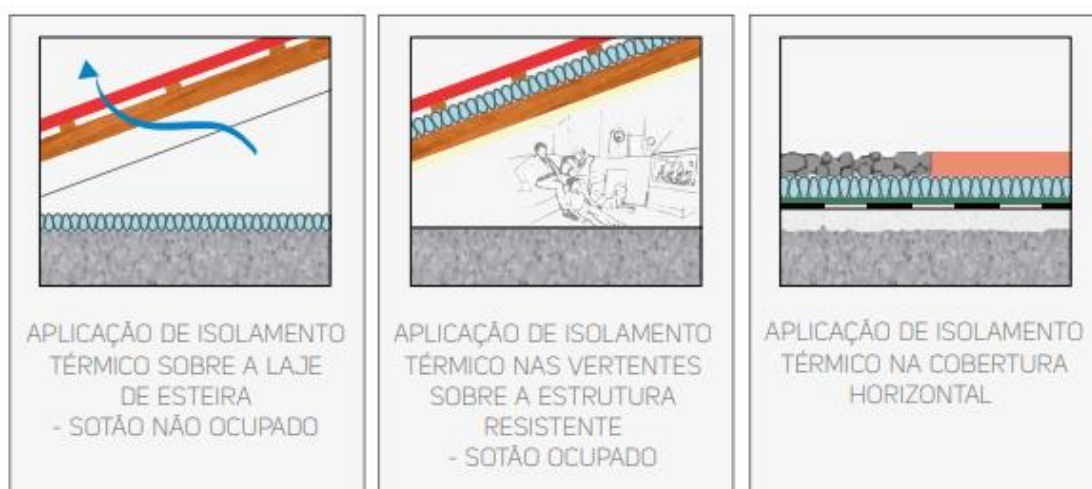 APLICAÇÃO DE ISOLAMENTO
TÉRMICO SOBRE A LAJE
DE ESTEIRA
- SOTÃO NÃO OCUPADO
APLICAÇÃO DE ISOLAMENTO
TÉRMICO NAS VERTENTES
SOBRE A ESTRUTURA
RESISTENTE
- SOTÃO OCUPADO
APLICAÇÃO DE ISOLAMENTO
TÉRMICO NA COBERTURA
HORIZONTAL